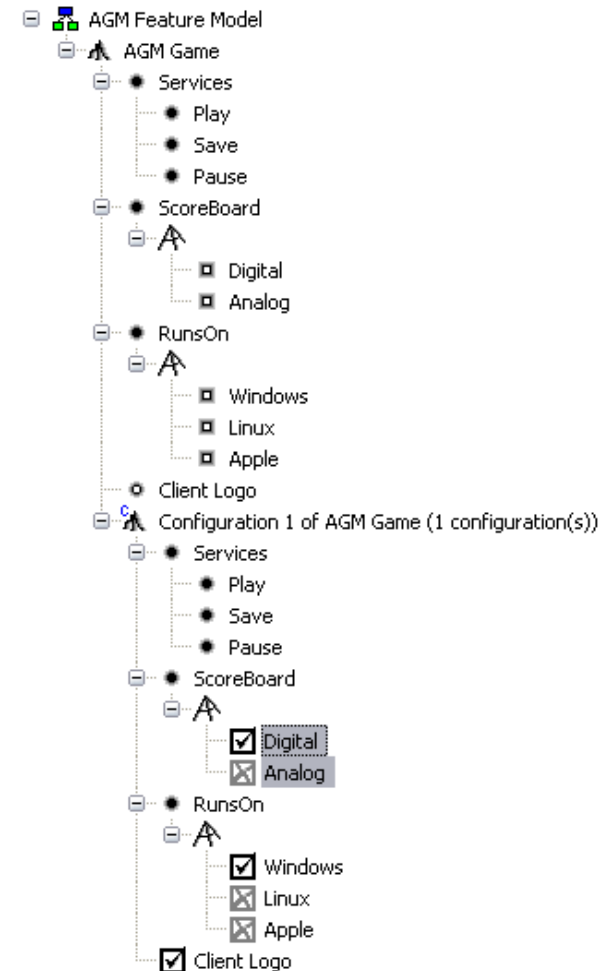 AGM Feature Model
AGM Game
Services
Play
Save
Pause
ScoreBoard
Digital
Analog
RunsOn
Windows
Linux
Apple
Client Logo
C Configuration 1 of AGM Game (1 configuration(s))
Services
Play
Save
Pause
ScoreBoard
Digital
Analog
RunsOn
Windows
Linux
Apple
Client Logo